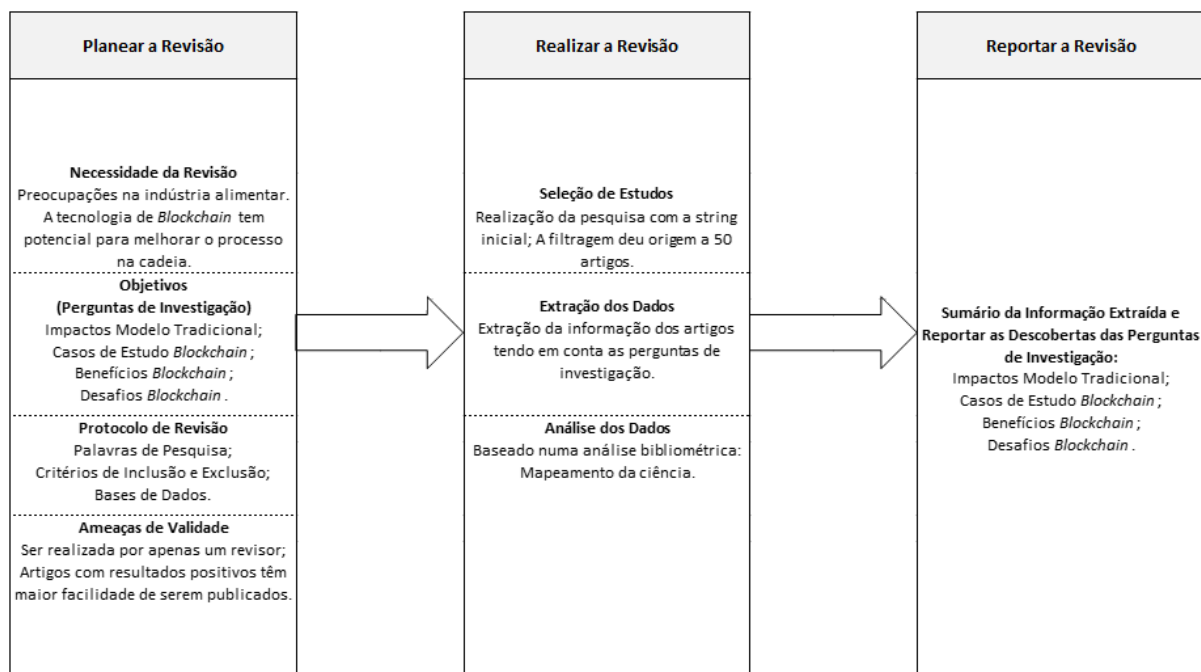 Planear a Revisão
Necessidade da Revisão
Preocupações na indústria alimentar.
A tecnologia de Blockchain tem
potencial para melhorar o processo
na cadeia.
Objetivos
(Perguntas de Investigação)
Impactos Modelo Tradicional;
Casos de Estudo Blockchain;
Benefícios Blockchain;
Desafios Blockchain.
Protocolo de Revisão
Palavras de Pesquisa;
Critérios de Inclusão e Exclusão;
Bases de Dados.
Ameaças de Validade
Ser realizada por apenas um revisor;
Artigos com resultados positivos têm
maior facilidade de serem publicados.
Realizar a Revisão
Seleção de Estudos
Realização da pesquisa com a string
inicial; A filtragem deu origem a 50
artigos.
Extração dos Dados
Extração da informação dos artigos
tendo em conta as perguntas de
investigação.
Análise dos Dados
Baseado numa análise bibliométrica:
Mapeamento da ciência.
Reportar a Revisão
Sumário da Informação Extraída e
Reportar as Descobertas das Perguntas
de Investigação:
Impactos Modelo Tradicional;
Casos de Estudo Blockchain;
Benefícios Blockchain;
Desafios Blockchain.